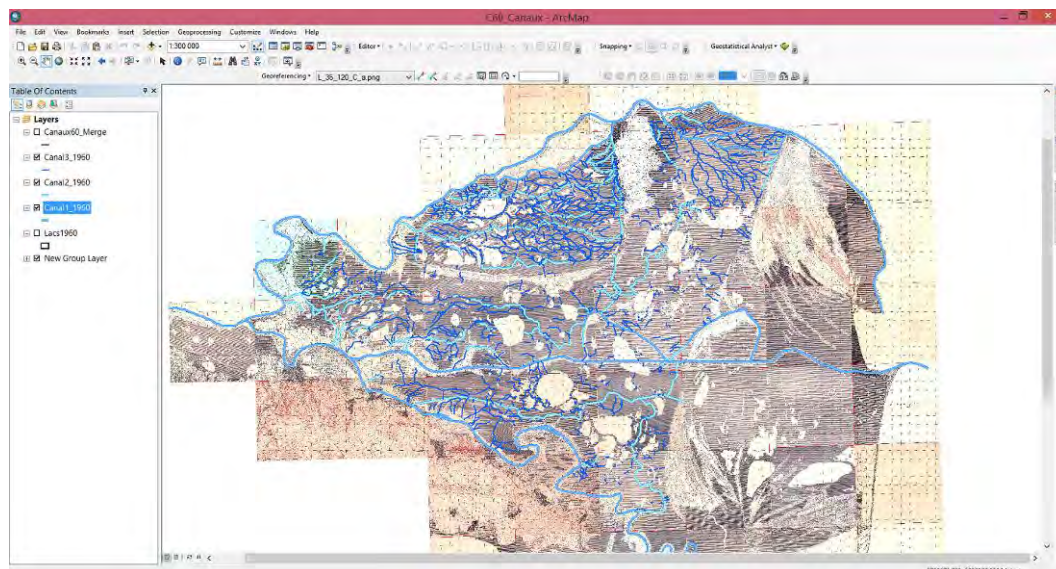 C60_Canaux - ArcMap
File Edit View Bookmarks Insert Selection Geoprocessing Customize Windows Help
1:300 000 Editor Snapping Geostatistical Analyst
Georeferencing L_35_120_C_a.png
Table Of Contents
Layers
Canaux60_Merge
Canal3_1960
Canal2_1960
Canal1_1960
Lacs1960
New Group Layer